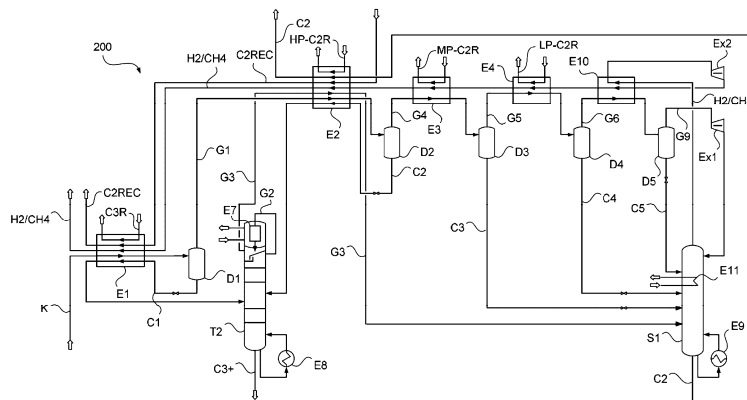 C2
HP-C2R
200
H2/CH4
C2REC
MP-C2R
LP-C2R
E10
Ex2
E4
H2/CH
G4
G5
G6
G9
Ex1
E2
E3
G1
D2
D3
D4
D5
C2
G3
G2
C2REC
C3R
E7
C3
C4
C5
H2/CH4
G3
E11
D1
E1
K
C1
T2
S1
E9
E8
C3+
C2